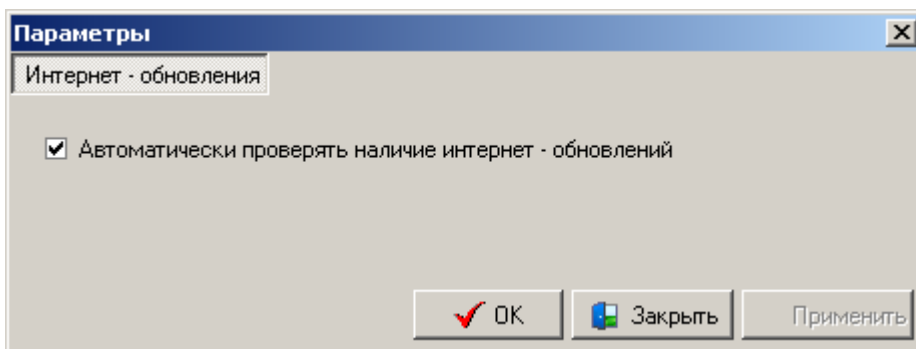 Параметры
Интернет - обновления
Автоматически проверять наличие интернет - обновлений
OK Закрыть Применить